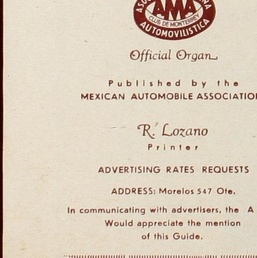 AMA
CLUB DE MONTERREY
AUTOMOVILISTICA
Official Organ
Published by the
MEXICAN AUTOMOBILE ASSOCIATIO
R. Lozano
Printer
ADVERTISING RATES REQUESTS
ADDRESS: Morelos 547 Ote.
In communicating with advertisers, the A
Would appreciate the mention
of this Guide.